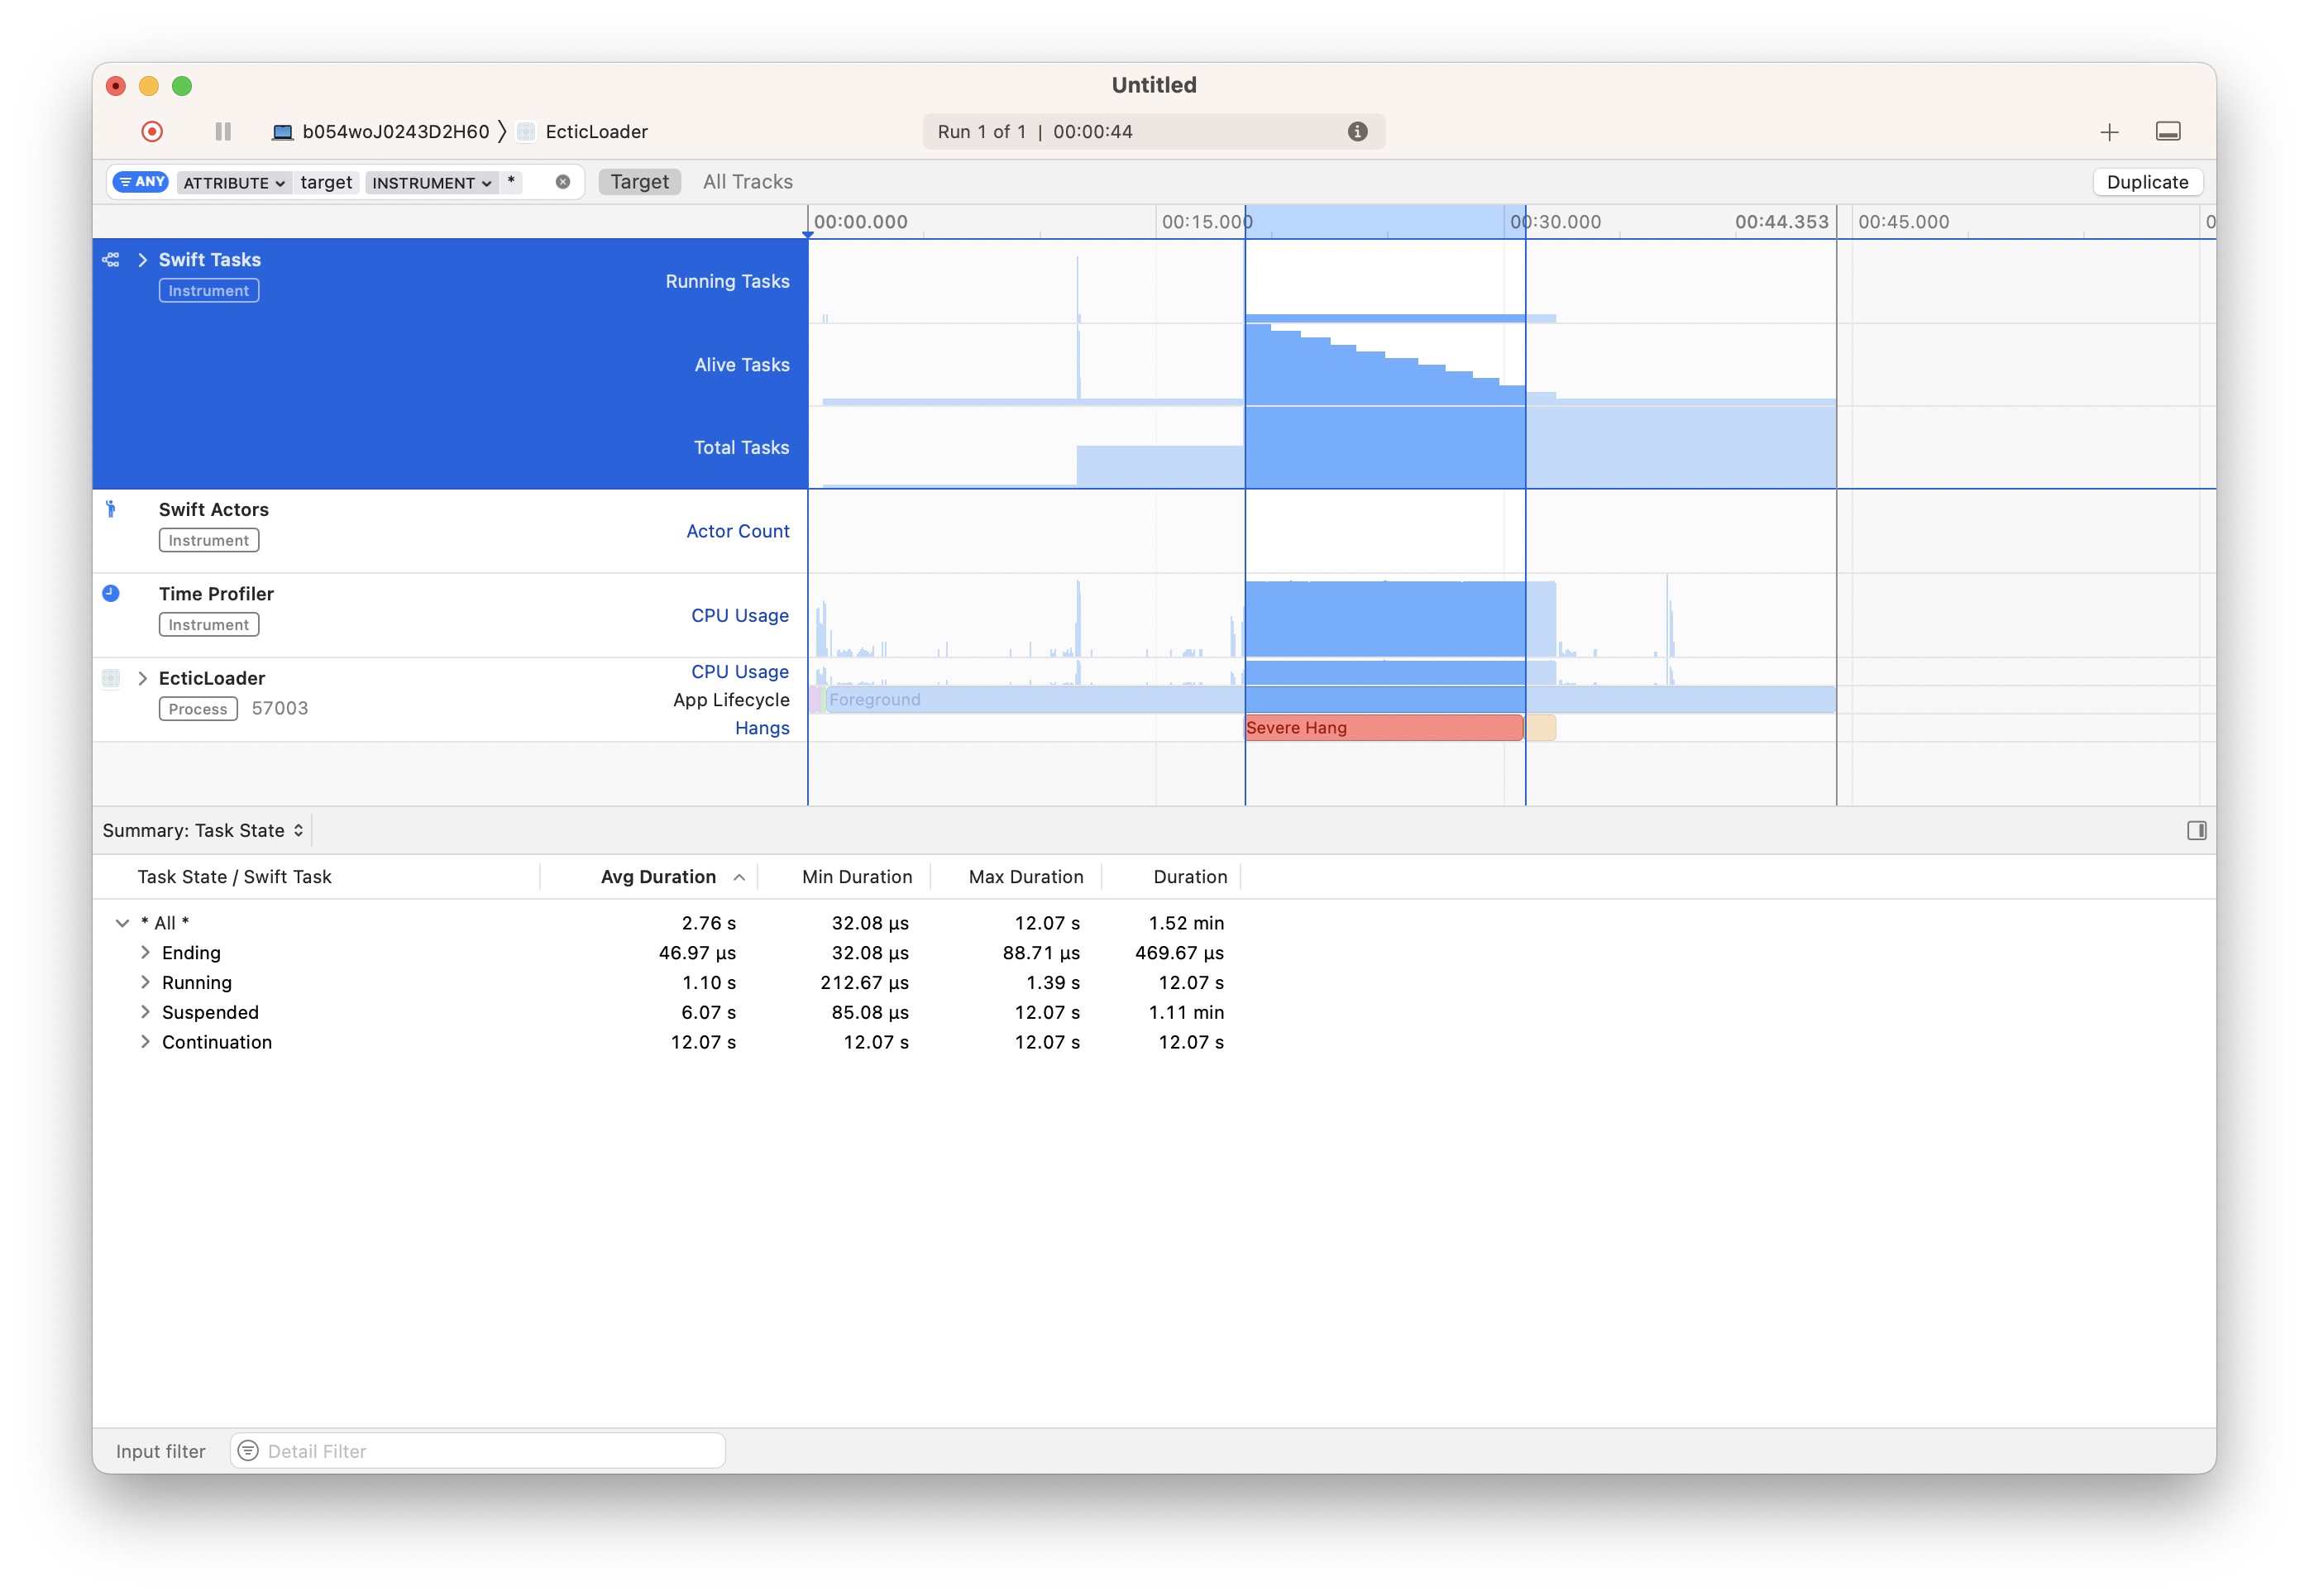 Untitled
b054woJ0243D2H60 〉 EcticLoader
Run 1 of 1 | 00:00:44
ANY ATTRIBUTE target INSTRUMENT * Target All Tracks Duplicate
00:00.000 00:15.000 00:30.000 00:44.353 00:45.000 0
Swift Tasks
Instrument
Running Tasks
Alive Tasks
Total Tasks
Swift Actors
Instrument
Actor Count
Time Profiler
Instrument
CPU Usage
EcticLoader
Process 57003
CPU Usage
App Lifecycle Foreground
Hangs Severe Hang
Summary: Task State
Task State / Swift Task Avg Duration Min Duration Max Duration Duration
* All * 2.76 s 32.08 µs 12.07 s 1.52 min
Ending 46.97 µs 32.08 µs 88.71 µs 469.67 µs
Running 1.10 s 212.67 µs 1.39 s 12.07 s
Suspended 6.07 s 85.08 µs 12.07 s 1.11 min
Continuation 12.07 s 12.07 s 12.07 s 12.07 s
Input filter Detail Filter